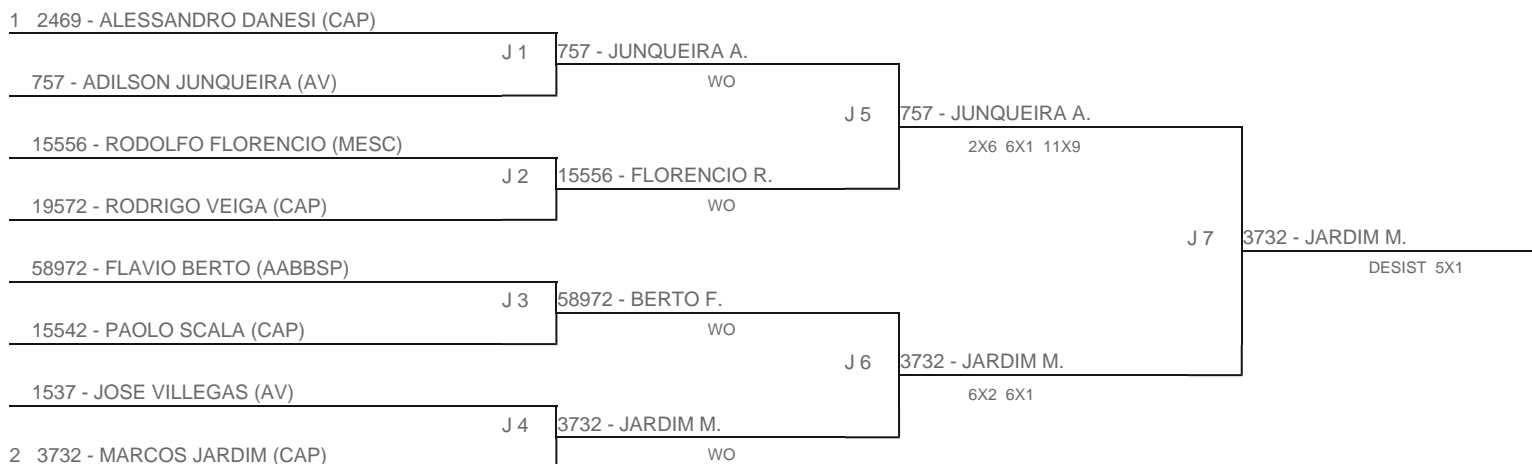 1 2469 - ALESSANDRO DANESI (CAP)
J 1
757 - JUNQUEIRA A.
WO
757 - ADILSON JUNQUEIRA (AV)
J 5
757 - JUNQUEIRA A.
2X6 6X1 11X9
15556 - RODOLFO FLORENCIO (MESC)
J 2
15556 - FLORENCIO R.
WO
19572 - RODRIGO VEIGA (CAP)
J 7
3732 - JARDIM M.
DESIST 5X1
58972 - FLAVIO BERTO (AABBSP)
J 3
58972 - BERTO F.
WO
15542 - PAOLO SCALA (CAP)
J 6
3732 - JARDIM M.
6X2 6X1
1537 - JOSE VILLEGAS (AV)
J 4
3732 - JARDIM M.
WO
2 3732 - MARCOS JARDIM (CAP)